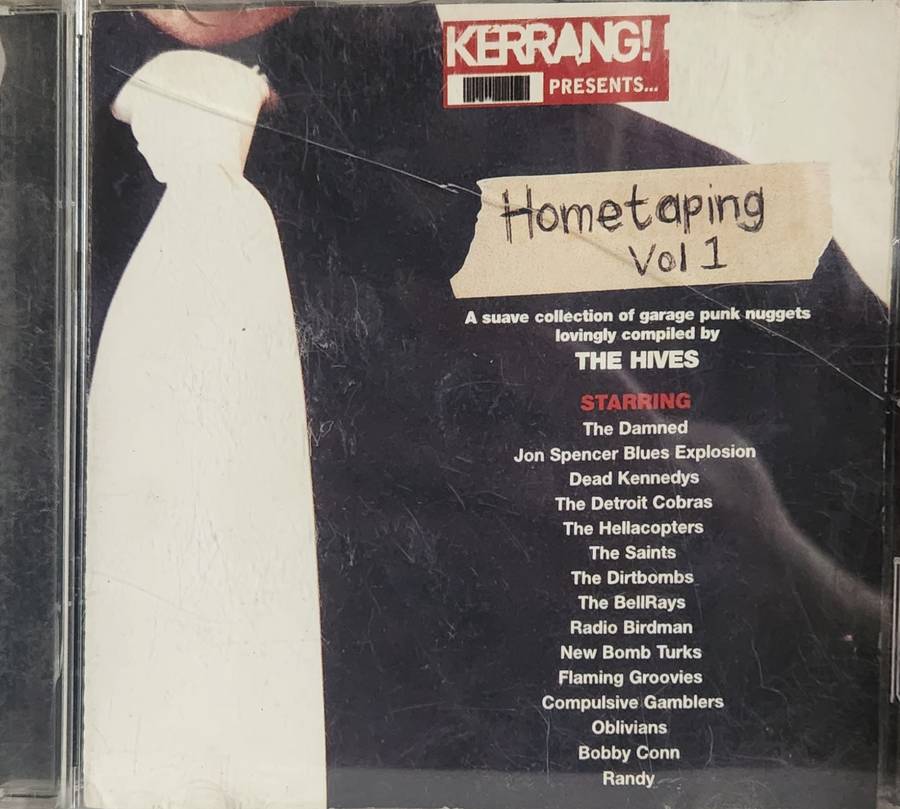 KERRANG!
PRESENTS...
Hometaping
Vol 1
A suave collection of garage punk nuggets
lovingly compiled by
THE HIVES
STARRING
The Damned
Jon Spencer Blues Explosion
Dead Kennedys
The Detroit Cobras
The Hellacopters
The Saints
The Dirtbombs
The BellRays
Radio Birdman
New Bomb Turks
Flaming Groovies
Compulsive Gamblers
Oblivians
Bobby Conn
Randy